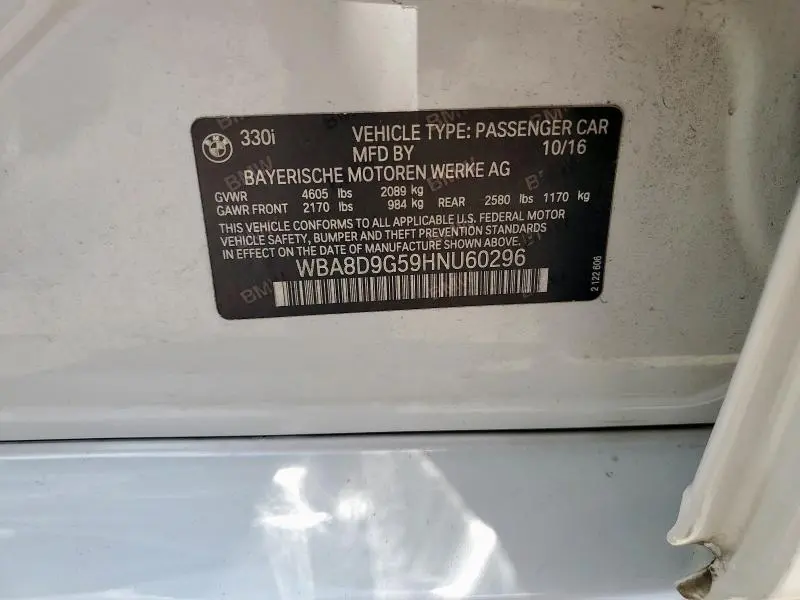 330i VEHICLE TYPE: PASSENGER CAR
MFD BY 10/16
BAYERISCHE MOTOREN WERKE AG
GVWR 4605 lbs 2089 kg
GAWR FRONT 2170 lbs 984 kg REAR 2580 lbs 1170 kg
THIS VEHICLE CONFORMS TO ALL APPLICABLE U.S. FEDERAL MOTOR
VEHICLE SAFETY, BUMPER AND THEFT PREVENTION STANDARDS
IN EFFECT ON THE DATE OF MANUFACTURE SHOWN ABOVE.
WBA8D9G59HNU60296
2 122 606